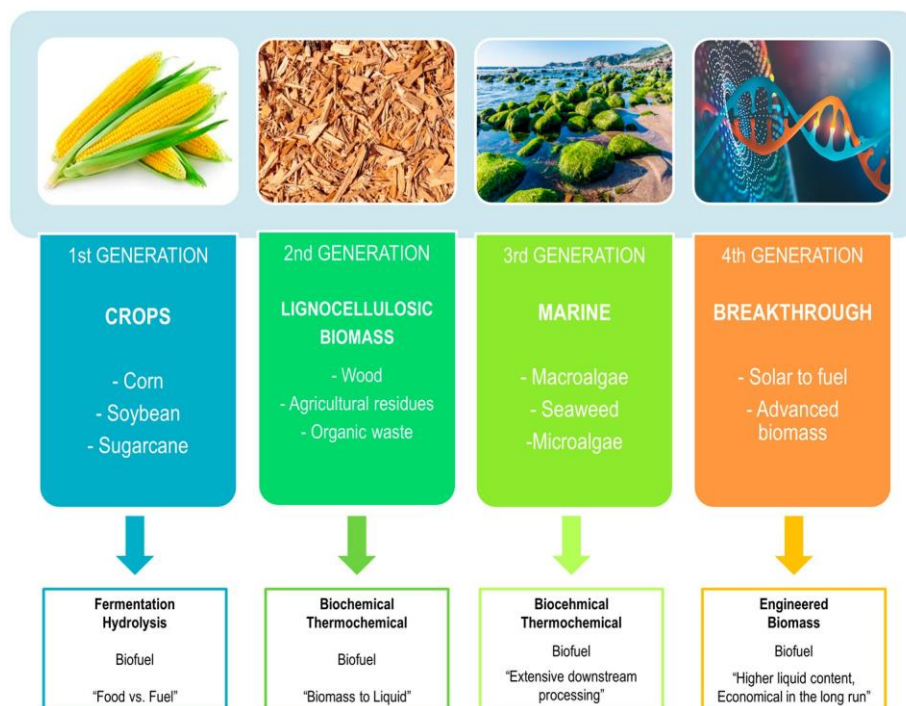 1st GENERATION
CROPS
- Corn
- Soybean
- Sugarcane
Fermentation
Hydrolysis
Biofuel
“Food vs. Fuel”
2nd GENERATION
LIGNOCELLULOSIC
BIOMASS
- Wood
- Agricultural residues
- Organic waste
Biochemical
Thermochemical
Biofuel
“Biomass to Liquid”
3rd GENERATION
MARINE
- Macroalgae
- Seaweed
-Microalgae
Biocehmical
Thermochemical
Biofuel
“Extensive downstream
processing”
4th GENERATION
BREAKTHROUGH
- Solar to fuel
- Advanced
biomass
Engineered
Biomass
Biofuel
“Higher liquid content,
Economical in the long run”